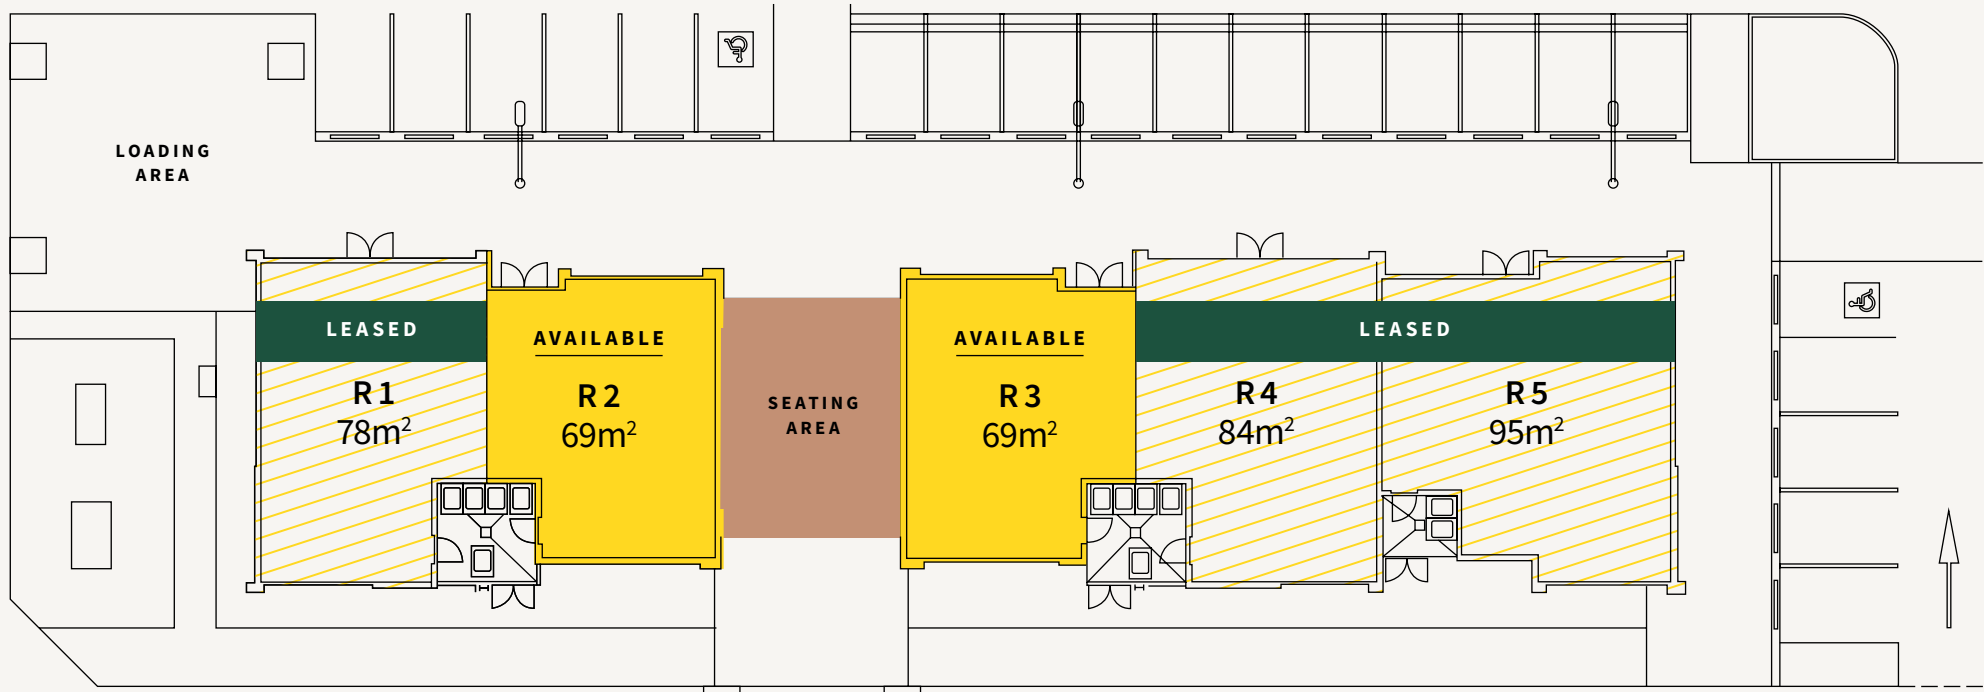 LOADING
AREA
LEASED
R1
78m²
AVAILABLE
R2
69m²
SEATING
AREA
AVAILABLE
R3
69m²
LEASED
R4
84m²
R5
95m²